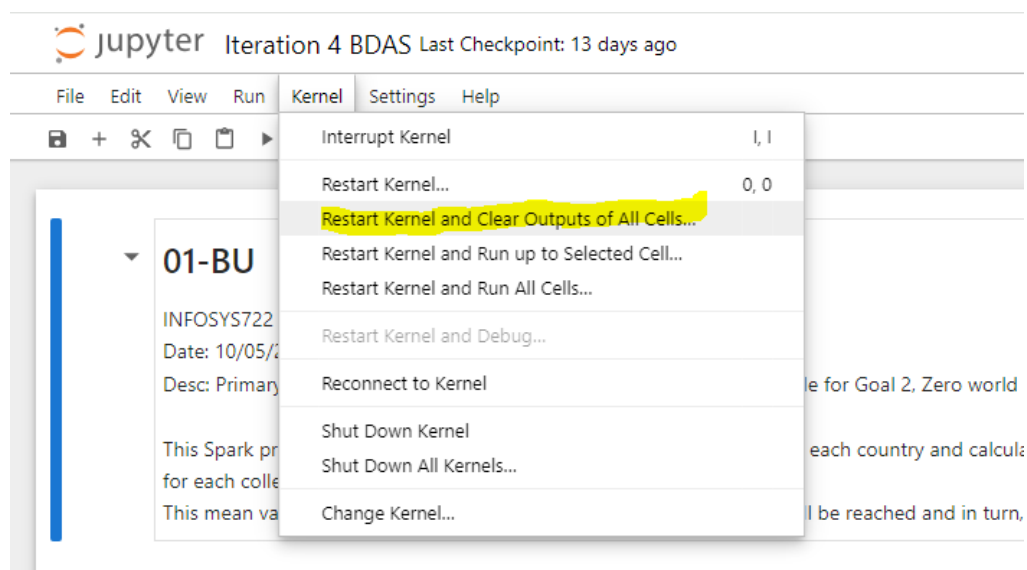 jupyter Iteration 4 BDAS Last Checkpoint: 13 days ago
File Edit View Run Kernel Settings Help
Interrupt Kernel I, I
Restart Kernel... 0, 0
Restart Kernel and Clear Outputs of All Cells...
Restart Kernel and Run up to Selected Cell...
Restart Kernel and Run All Cells...
Restart Kernel and Debug...
Reconnect to Kernel
Shut Down Kernel
Shut Down All Kernels...
Change Kernel...
01-BU
INFOSYS722
Date: 10/05/2
Desc: Primary le for Goal 2, Zero world
This Spark pr each country and calcula
for each colle
This mean va ll be reached and in turn,